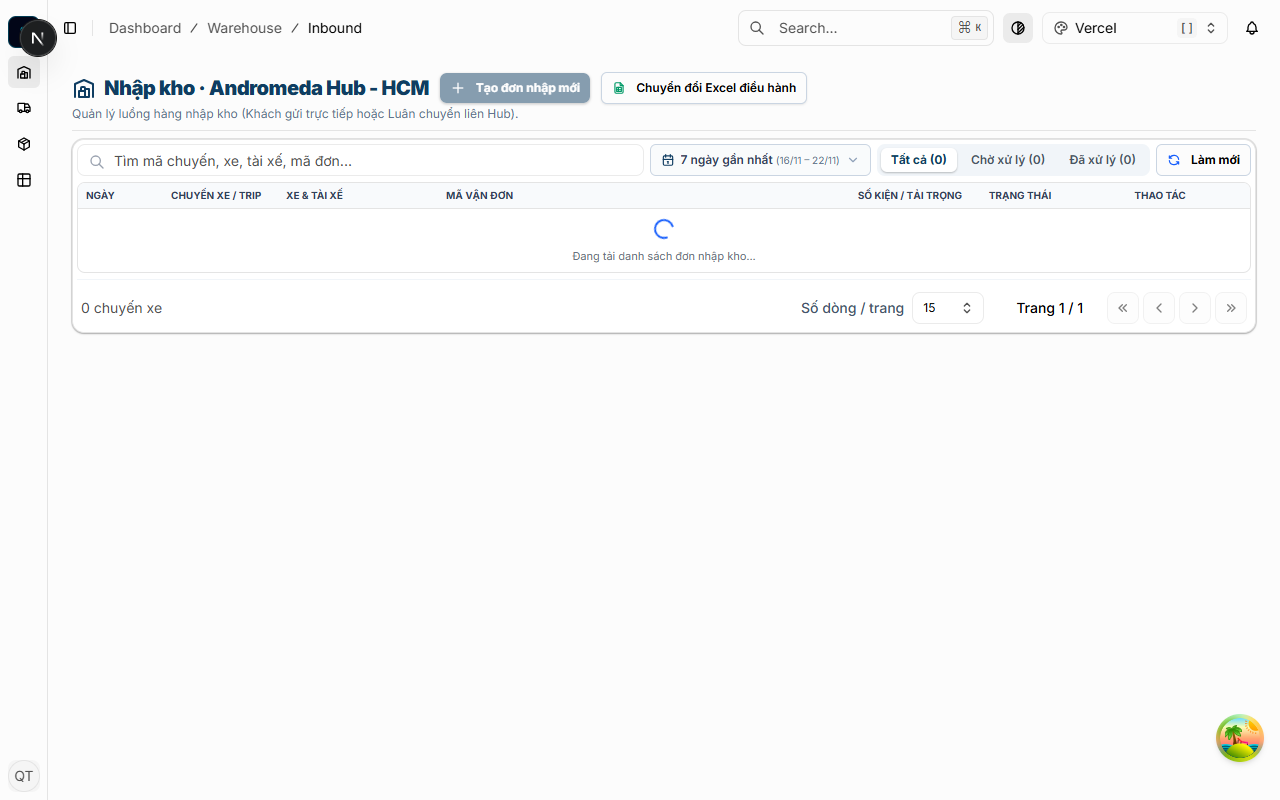 N
Dashboard / Warehouse / Inbound
Search...
⌘ K
Vercel
[ ]
Nhập kho · Andromeda Hub - HCM
Tạo đơn nhập mới
Chuyển đổi Excel điều hành
Quản lý luồng hàng nhập kho (Khách gửi trực tiếp hoặc Luân chuyển liên Hub).
Tìm mã chuyến, xe, tài xế, mã đơn...
7 ngày gần nhất (16/11 – 22/11)
Tất cả (0)
Chờ xử lý (0)
Đã xử lý (0)
Làm mới
NGÀY
CHUYẾN XE / TRIP
XE & TÀI XẾ
MÃ VẬN ĐƠN
SỐ KIỆN / TẢI TRỌNG
TRẠNG THÁI
THAO TÁC
Đang tải danh sách đơn nhập kho...
0 chuyến xe
Số dòng / trang
15
Trang 1 / 1
QT